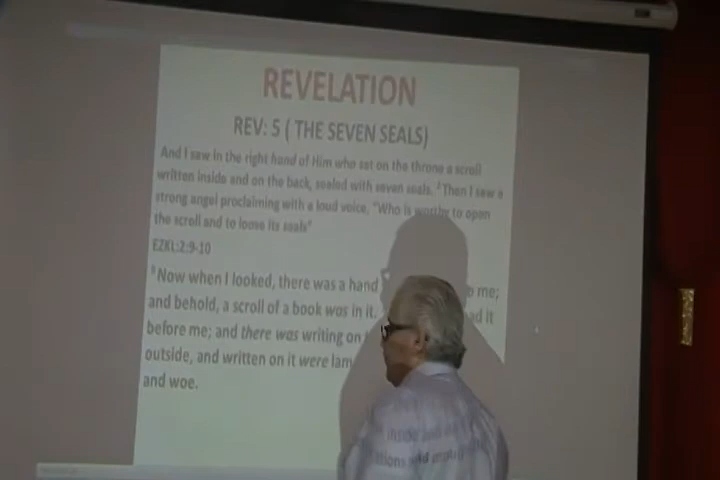 REVELATION
REV: 5 ( THE SEVEN SEALS)
And I saw in the right hand of Him who sat on the throne a scroll
written inside and on the back, sealed with seven seals. 2 Then I saw a
strong angel proclaiming with a loud voice, "Who is worthy to open
the scroll and to loose its seals"
EZKL:2:9-10
9 Now when I looked, there was a hand me;
and behold, a scroll of a book was in it.
before me; and there was writing on
outside, and written on it were
and woe.
inside and